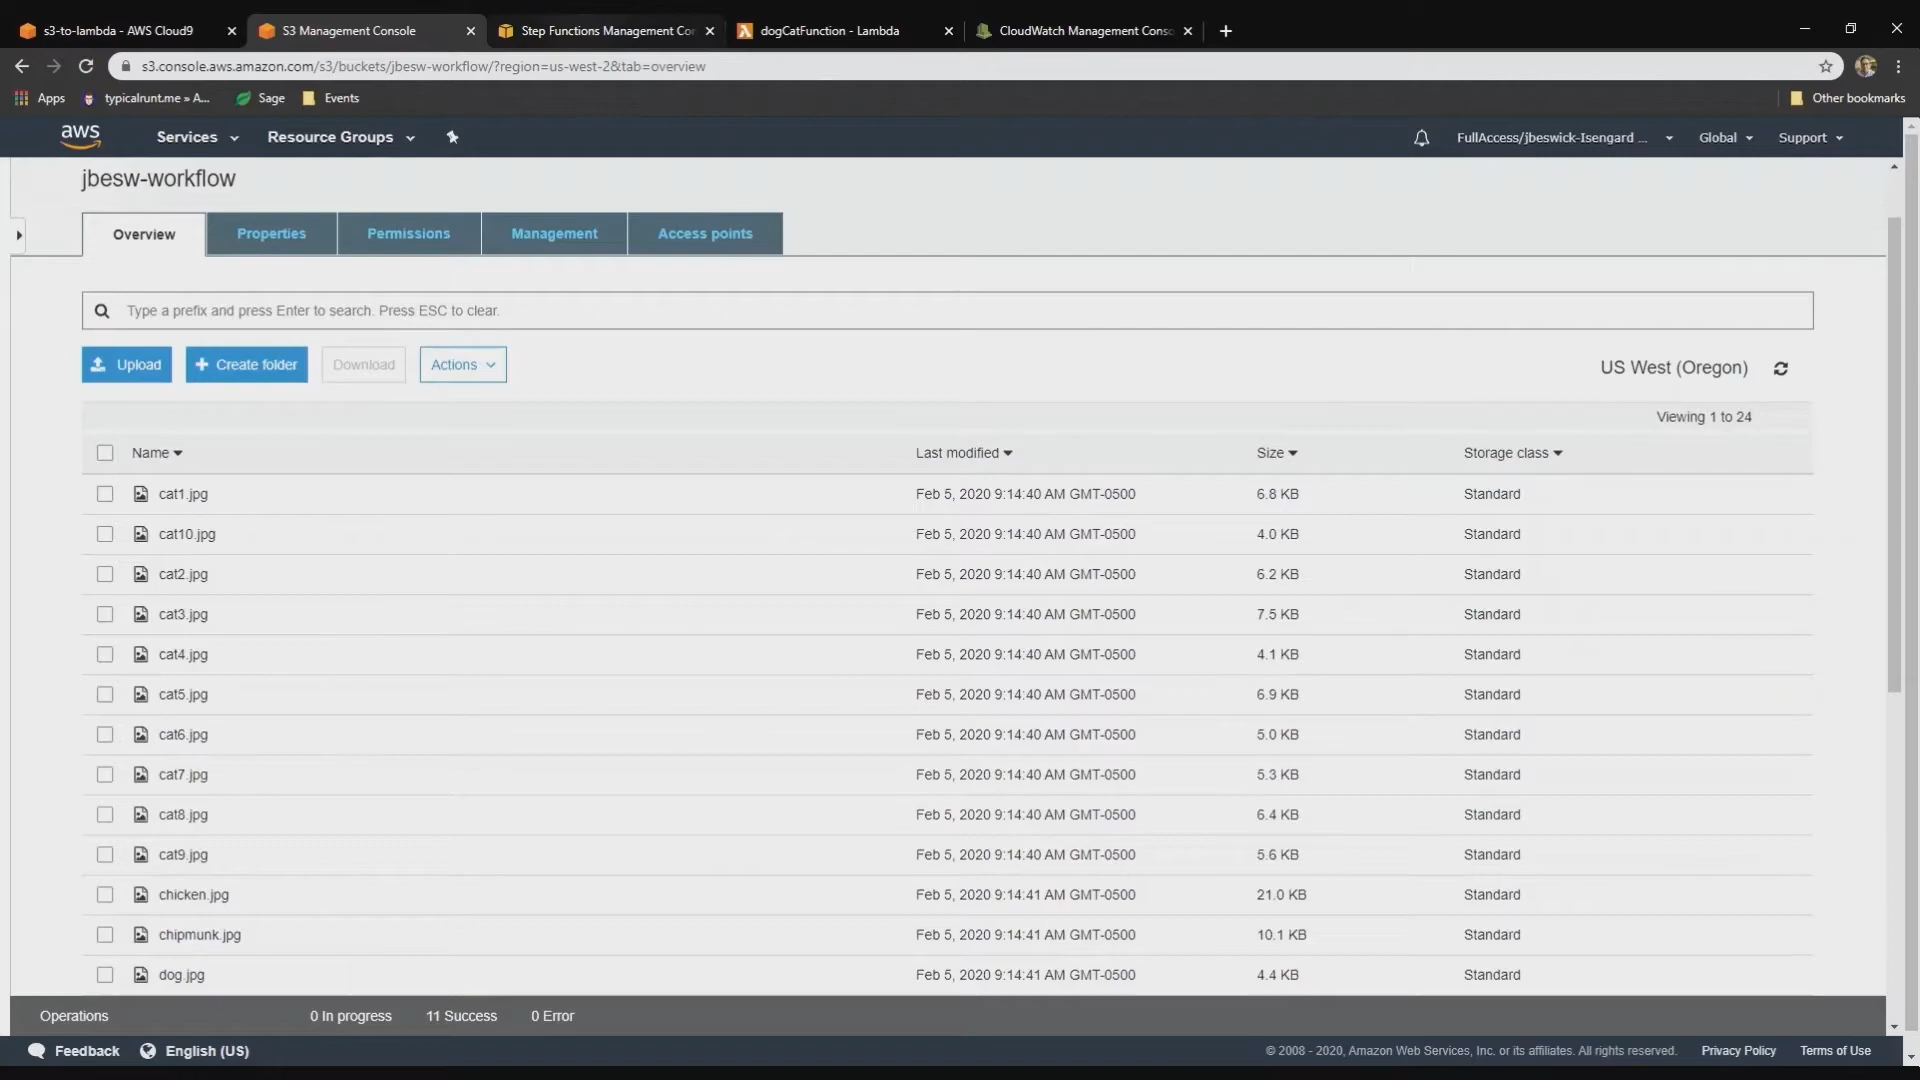 s3-to-lambda - AWS Cloud9
S3 Management Console
Step Functions Management Co
dogCatFunction - Lambda
CloudWatch Management Cons
s3.console.aws.amazon.com/s3/buckets/jbesw-workflow/?region=us-west-2&tab=overview
Apps
typicalrunt.me » A...
Sage
Events
Other bookmarks
aws
Services
Resource Groups
FullAccess/jbeswick-Isengard ...
Global
Support
jbesw-workflow
Overview
Properties
Permissions
Management
Access points
Type a prefix and press Enter to search. Press ESC to clear.
Upload
Create folder
Download
Actions
US West (Oregon)
Viewing 1 to 24
Name Last modified Size Storage class
cat1.jpg Feb 5, 2020 9:14:40 AM GMT-0500 6.8 KB Standard
cat10.jpg Feb 5, 2020 9:14:40 AM GMT-0500 4.0 KB Standard
cat2.jpg Feb 5, 2020 9:14:40 AM GMT-0500 6.2 KB Standard
cat3.jpg Feb 5, 2020 9:14:40 AM GMT-0500 7.5 KB Standard
cat4.jpg Feb 5, 2020 9:14:40 AM GMT-0500 4.1 KB Standard
cat5.jpg Feb 5, 2020 9:14:40 AM GMT-0500 6.9 KB Standard
cat6.jpg Feb 5, 2020 9:14:40 AM GMT-0500 5.0 KB Standard
cat7.jpg Feb 5, 2020 9:14:40 AM GMT-0500 5.3 KB Standard
cat8.jpg Feb 5, 2020 9:14:40 AM GMT-0500 6.4 KB Standard
cat9.jpg Feb 5, 2020 9:14:40 AM GMT-0500 5.6 KB Standard
chicken.jpg Feb 5, 2020 9:14:41 AM GMT-0500 21.0 KB Standard
chipmunk.jpg Feb 5, 2020 9:14:41 AM GMT-0500 10.1 KB Standard
dog.jpg Feb 5, 2020 9:14:41 AM GMT-0500 4.4 KB Standard
Operations 0 In progress 11 Success 0 Error
Feedback English (US) © 2008 - 2020, Amazon Web Services, Inc. or its affiliates. All rights reserved. Privacy Policy Terms of Use